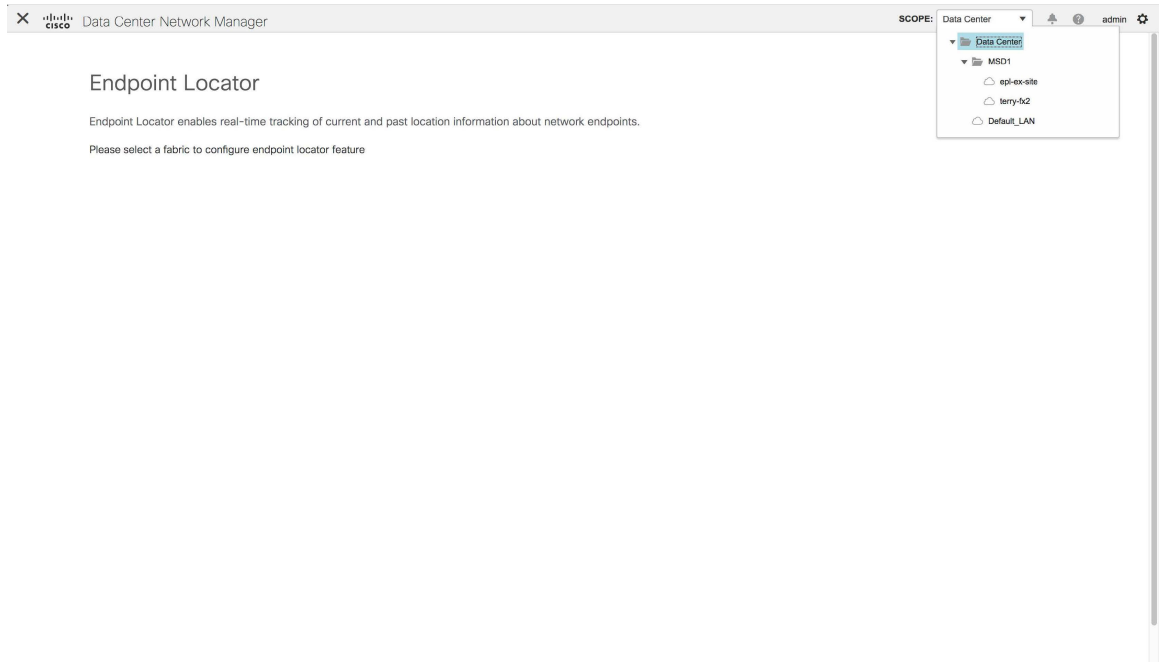 cisco Data Center Network Manager SCOPE: Data Center admin
Data Center
MSD1
epl-ex-site
terry-fx2
Default_LAN
Endpoint Locator
Endpoint Locator enables real-time tracking of current and past location information about network endpoints.
Please select a fabric to configure endpoint locator feature